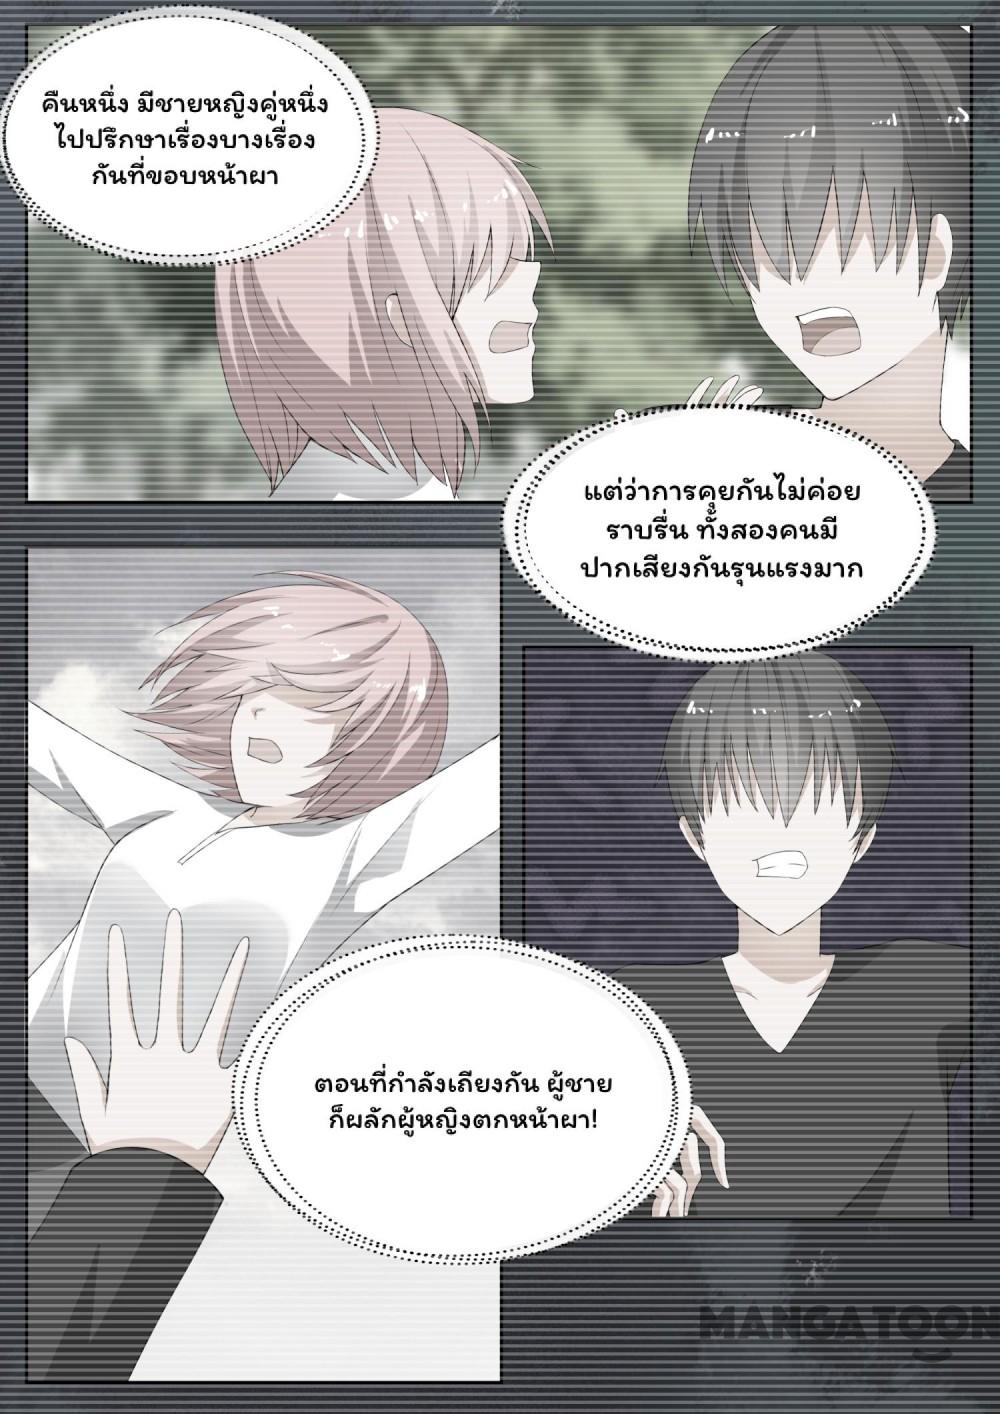 คืนหนึ่ง มีชายหญิงคู่หนึ่ง
ไปปรึกษาเรื่องบางเรื่อง
กันที่ขอบหน้าผา
แต่ว่าการคุยกันไม่ค่อย
ราบรื่น ทั้งสองคนมี
ปากเสียงกันรุนแรงมาก
ตอนที่กำลังเถียงกัน ผู้ชาย
ก็ผลักผู้หญิงตกหน้าผา!
MANGATOON